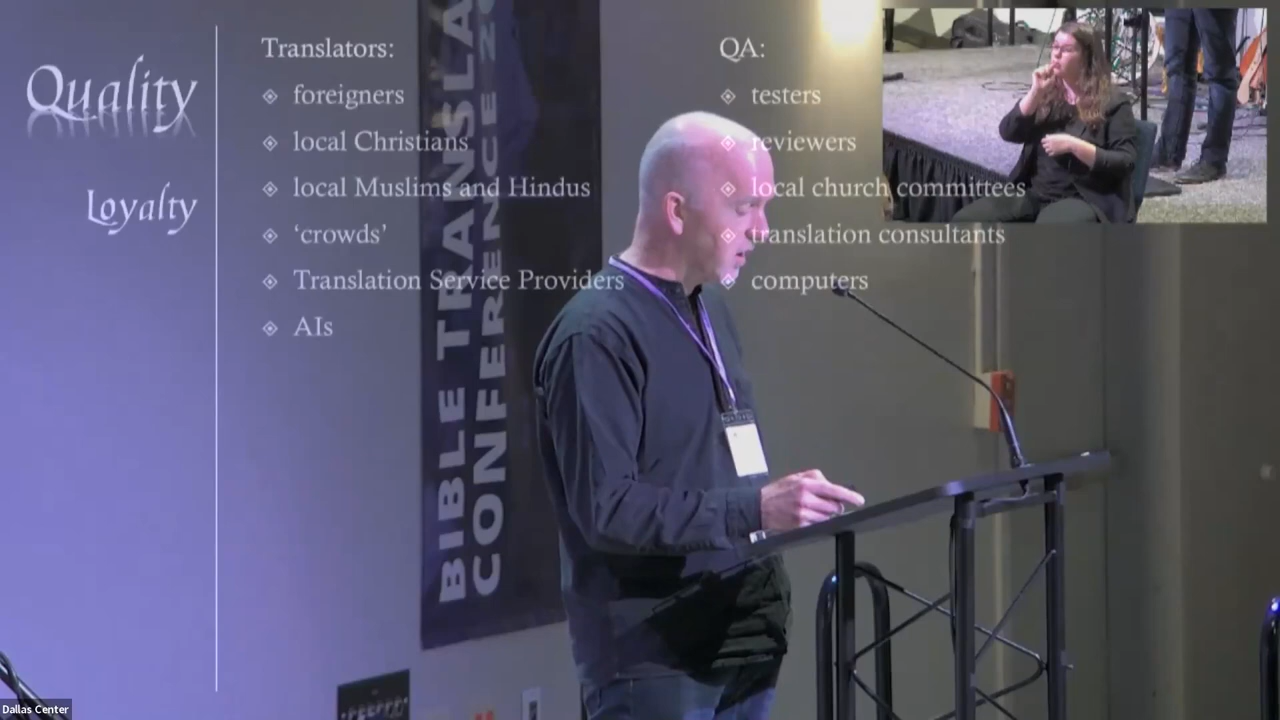 Quality
Loyalty
Translators:
foreigners
local Christians
local Muslims and Hindus
‘crowds’
Translation Service Providers
AIs
QA:
testers
reviewers
local church committees
translation consultants
computers
BIBLE TRANSLA
CONFERENCE
Dallas Center